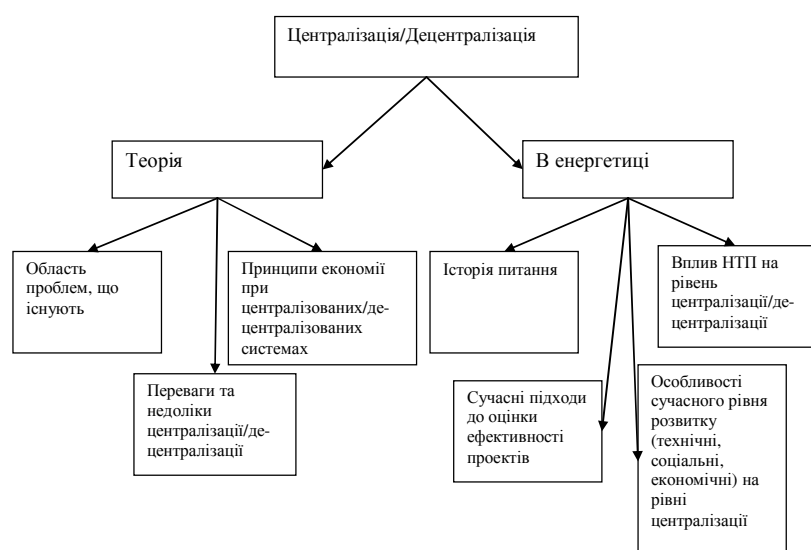 Централізація/Децентралізація
Теорія
В енергетиці
Область
проблем, що
існують
Принципи економії
при
централізованих/де-
централізованих
системах
Історія питання
Вплив НТП на
рівень
централізації/де-
централізації
Переваги та
недоліки
централізації/де-
централізації
Сучасні підходи
до оцінки
ефективності
проектів
Особливості
сучасного рівня
розвитку
(технічні,
соціальні,
економічні) на
рівні
централізації